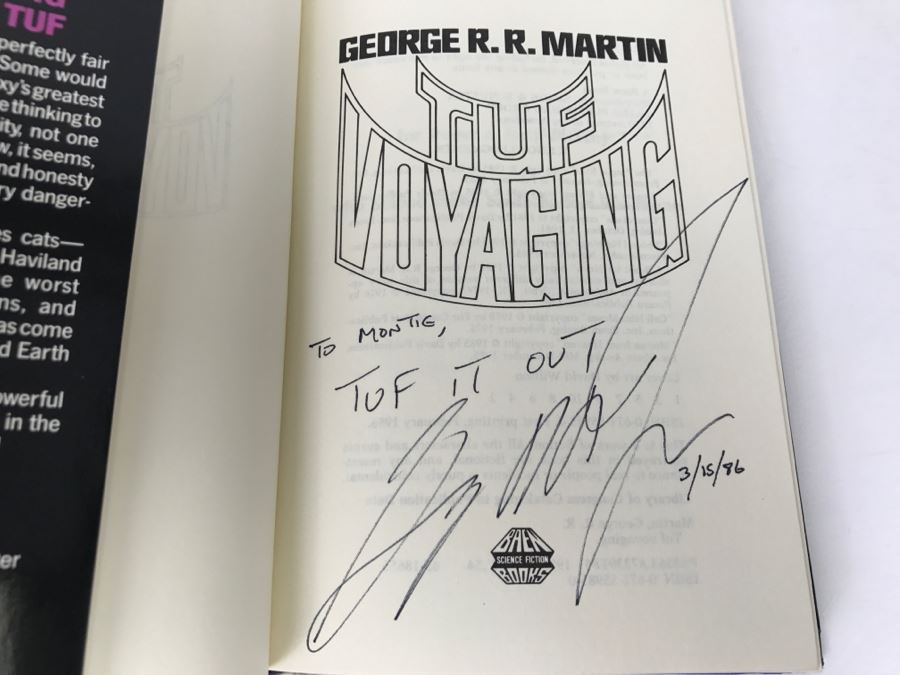 TUF
perfectly fair
Some would
xy's greatest
e thinking to
ity, not one
w, it seems,
nd honesty
ry danger-
es cats—
Haviland
e worst
ns, and
as come
d Earth
owerful
in the
er
GEORGE R. R. MARTIN
TUF
VOYAGING
TO MONTIE,
TUF IT OUT
3/15/86
BAEN
SCIENCE FICTION
BOOKS